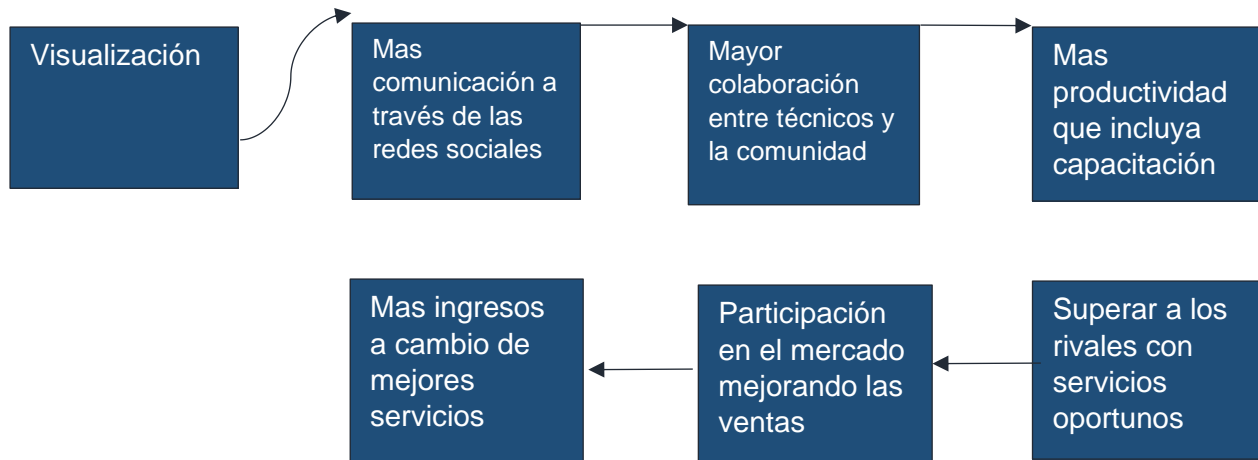 Visualización
Mas
comunicación a
través de las
redes sociales
Mayor
colaboración
entre técnicos y
la comunidad
Mas
productividad
que incluya
capacitación
Mas ingresos
a cambio de
mejores
servicios
Participación
en el mercado
mejorando las
ventas
Superar a los
rivales con
servicios
oportunos